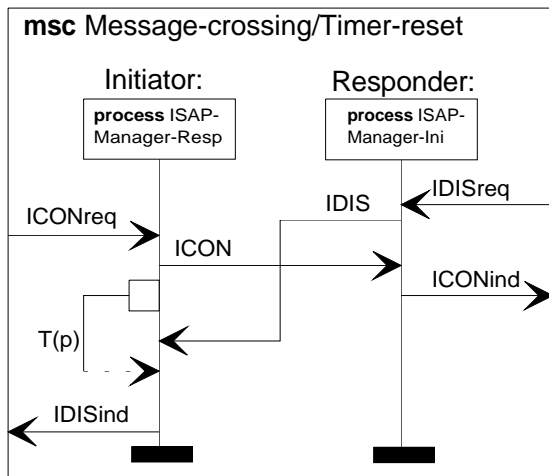 msc Message-crossing/Timer-reset
Initiator:
Responder:
process ISAP-
Manager-Resp
process ISAP-
Manager-Ini
IDISreq
IDIS
ICONreq
ICON
ICONind
T(p)
IDISind